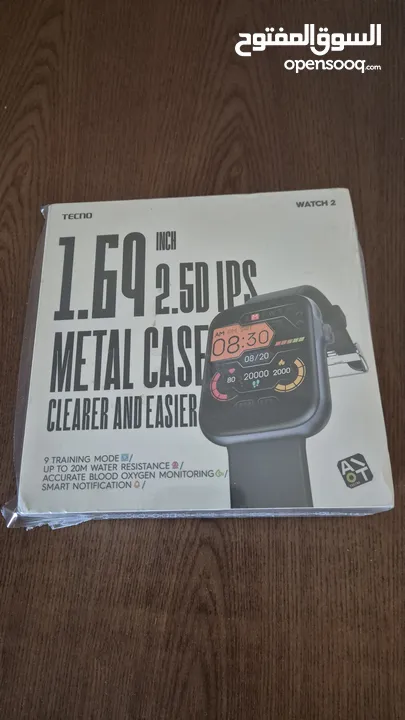 السوق المفتوح
opensooq.com
TECNO
WATCH 2
1.69 INCH
2.5D IPS
METAL CASE
CLEARER AND EASIER
AM
08:30
08/20
80 20000 2000
9 TRAINING MODE/
UP TO 20M WATER RESISTANCE/
ACCURATE BLOOD OXYGEN MONITORING/
SMART NOTIFICATION/